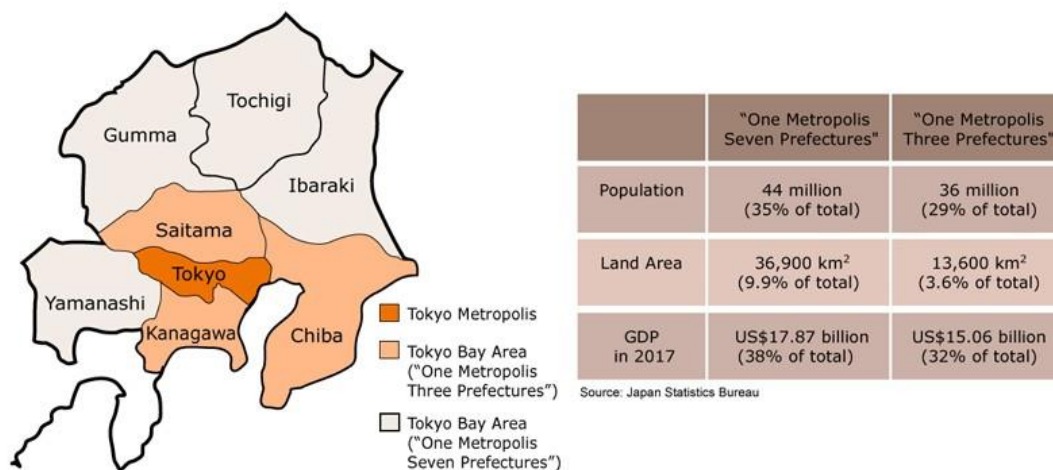 Tochigi
Gumma
Ibaraki
Saitama
Tokyo
Yamanashi
Kanagawa
Chiba
Tokyo Metropolis
Tokyo Bay Area
(“One Metropolis
Three Prefectures”)
Tokyo Bay Area
(“One Metropolis
Seven Prefectures”)
“One Metropolis
Seven Prefectures"
“One Metropolis
Three Prefectures"
Population
44 million
(35% of total)
36 million
(29% of total)
Land Area
36,900 km²
(9.9% of total)
13,600 km²
(3.6% of total)
GDP
in 2017
US$17.87 billion
(38% of total)
US$15.06 billion
(32% of total)
Source: Japan Statistics Bureau